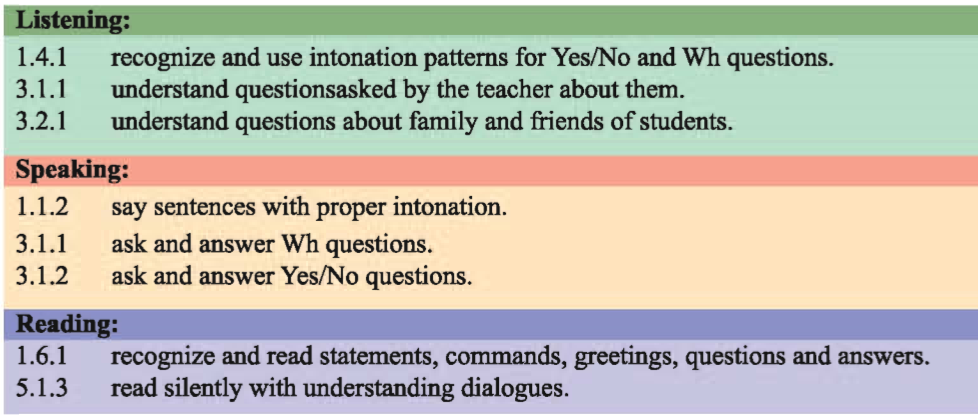 Listening:
1.4.1 recognize and use intonation patterns for Yes/No and Wh questions.
3.1.1 understand questionsasked by the teacher about them.
3.2.1 understand questions about family and friends of students.
Speaking:
1.1.2 say sentences with proper intonation.
3.1.1 ask and answer Wh questions.
3.1.2 ask and answer Yes/No questions.
Reading:
1.6.1 recognize and read statements, commands, greetings, questions and answers.
5.1.3 read silently with understanding dialogues.